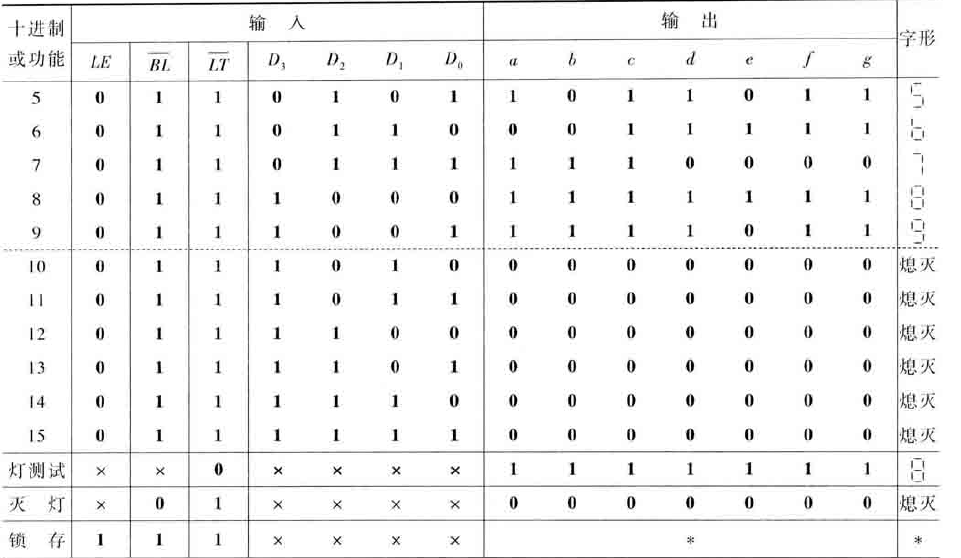 十进制或功能 输 入 输 出 字形
LE B̅L̅ L̅T̅ D₃ D₂ D₁ D₀ a b c d e f g
5 0 1 1 0 1 0 1 1 0 1 1 0 1 1 5
6 0 1 1 0 1 1 0 0 0 1 1 1 1 1 6
7 0 1 1 0 1 1 1 1 1 1 0 0 0 0 7
8 0 1 1 1 0 0 0 1 1 1 1 1 1 1 8
9 0 1 1 1 0 0 1 1 1 1 1 0 1 1 9
10 0 1 1 1 0 1 0 0 0 0 0 0 0 0 熄灭
11 0 1 1 1 0 1 1 0 0 0 0 0 0 0 熄灭
12 0 1 1 1 1 0 0 0 0 0 0 0 0 0 熄灭
13 0 1 1 1 1 0 1 0 0 0 0 0 0 0 熄灭
14 0 1 1 1 1 1 0 0 0 0 0 0 0 0 熄灭
15 0 1 1 1 1 1 1 0 0 0 0 0 0 0 熄灭
灯测试 × × 0 × × × × 1 1 1 1 1 1 1 8
灭 灯 × 0 1 × × × × 0 0 0 0 0 0 0 熄灭
锁 存 1 1 1 × × × × * *